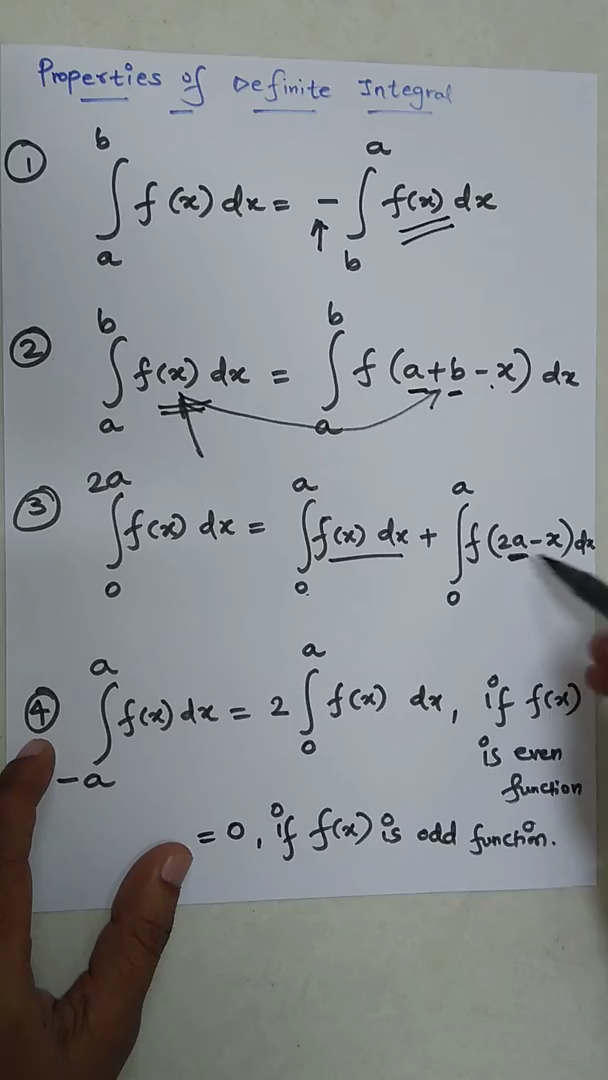 Properties of Definite Integral
① ∫_a^b f(x) dx = - ∫_b^a f(x) dx
② ∫_a^b f(x) dx = ∫_a^b f(a+b-x) dx
③ ∫_0^{2a} f(x) dx = ∫_0^a f(x) dx + ∫_0^a f(2a-x) dx
④ ∫_{-a}^a f(x) dx = 2 ∫_0^a f(x) dx, if f(x)
is even
function
= 0, if f(x) is odd function.